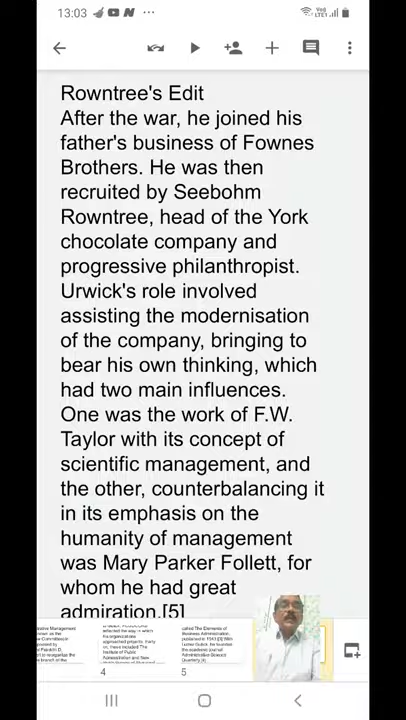 13:03
Rowntree's Edit
After the war, he joined his
father's business of Fownes
Brothers. He was then
recruited by Seebohm
Rowntree, head of the York
chocolate company and
progressive philanthropist.
Urwick's role involved
assisting the modernisation
of the company, bringing to
bear his own thinking, which
had two main influences.
One was the work of F.W.
Taylor with its concept of
scientific management, and
the other, counterbalancing it
in its emphasis on the
humanity of management
was Mary Parker Follett, for
whom he had great
admiration.[5]
4
5